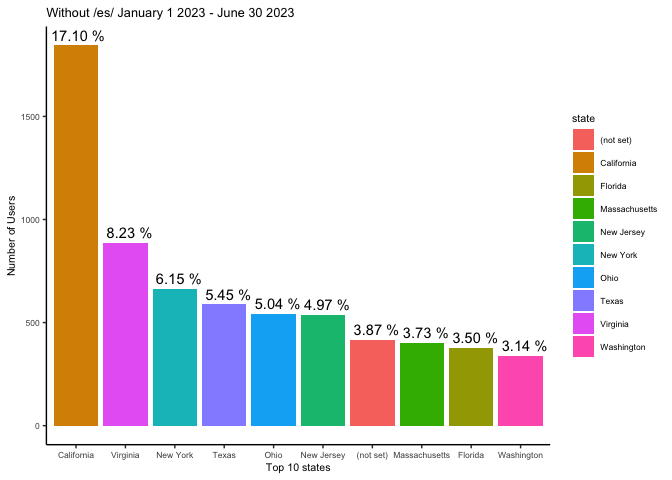 Without /es/ January 1 2023 - June 30 2023
17.10 %
8.23 %
6.15 %
5.45 %
5.04 %
4.97 %
3.87 %
3.73 %
3.50 %
3.14 %
Number of Users
1500
1000
500
0
California
Virginia
New York
Texas
Ohio
New Jersey
(not set)
Massachusetts
Florida
Washington
Top 10 states
state
(not set)
California
Florida
Massachusetts
New Jersey
New York
Ohio
Texas
Virginia
Washington